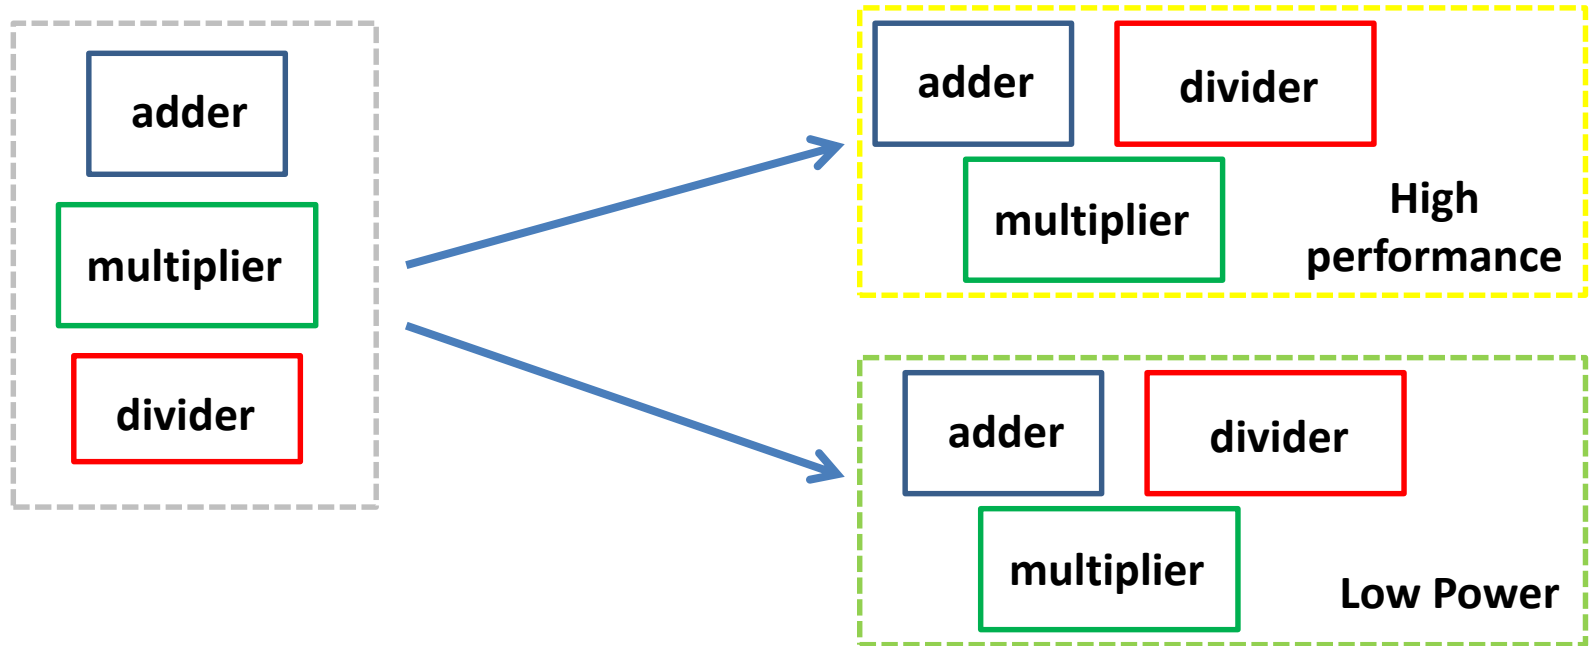 adder
multiplier
divider
adder
divider
multiplier
High
performance
adder
divider
multiplier
Low Power